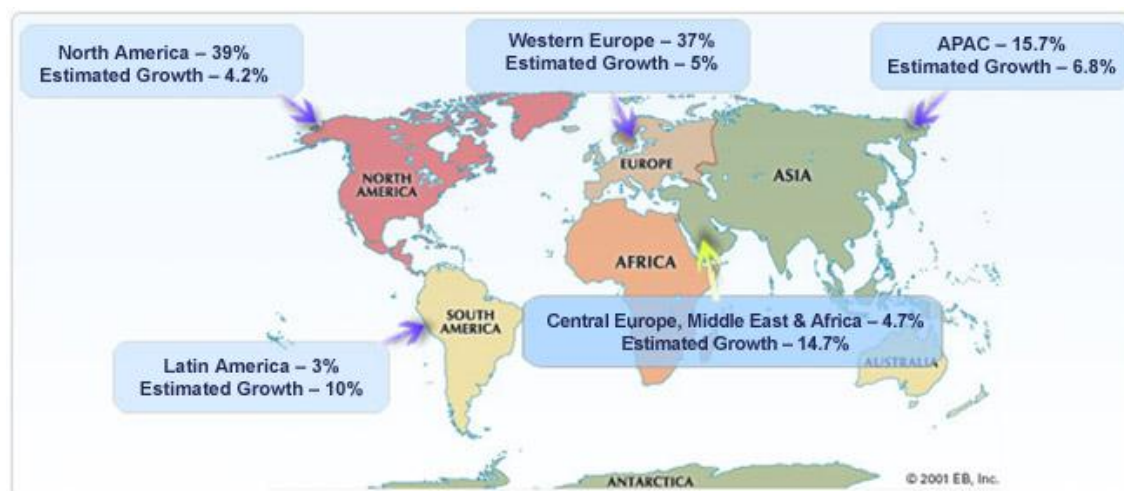 North America – 39%
Estimated Growth – 4.2%
Western Europe – 37%
Estimated Growth – 5%
APAC – 15.7%
Estimated Growth – 6.8%
NORTH
AMERICA
EUROPE
ASIA
AFRICA
SOUTH
AMERICA
Central Europe, Middle East & Africa – 4.7%
Estimated Growth – 14.7%
Latin America – 3%
Estimated Growth – 10%
AUSTRALIA
ANTARCTICA
© 2001 EB, Inc.